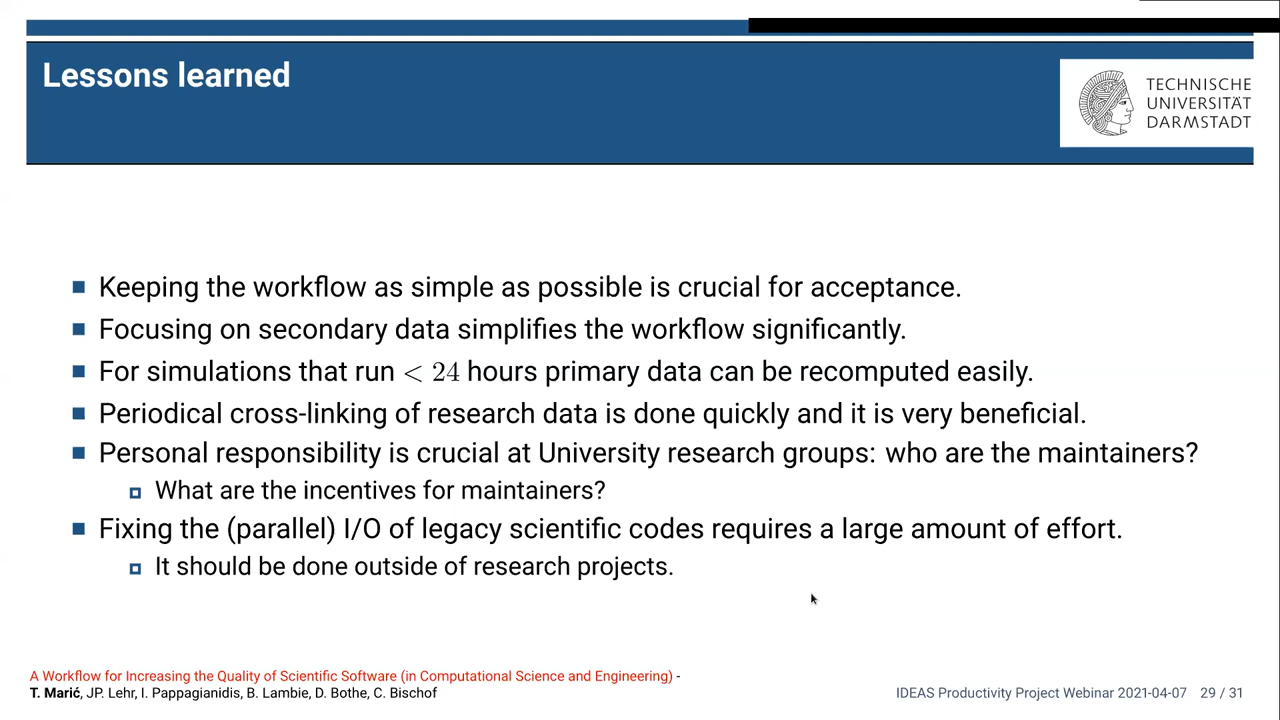 Lessons learned
TECHNISCHE
UNIVERSITÄT
DARMSTADT
■ Keeping the workflow as simple as possible is crucial for acceptance.
■ Focusing on secondary data simplifies the workflow significantly.
■ For simulations that run < 24 hours primary data can be recomputed easily.
■ Periodical cross-linking of research data is done quickly and it is very beneficial.
■ Personal responsibility is crucial at University research groups: who are the maintainers?
▫ What are the incentives for maintainers?
■ Fixing the (parallel) I/O of legacy scientific codes requires a large amount of effort.
▫ It should be done outside of research projects.
A Workflow for Increasing the Quality of Scientific Software (in Computational Science and Engineering) -
T. Marić, JP. Lehr, I. Pappagianidis, B. Lambie, D. Bothe, C. Bischof
IDEAS Productivity Project Webinar 2021-04-07 29 / 31